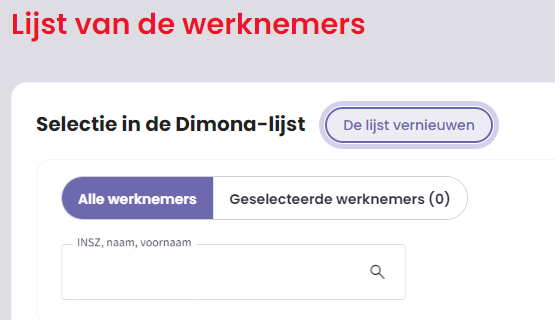 Lijst van de werknemers
Selectie in de Dimona-lijst De lijst vernieuwen
Alle werknemers Geselecteerde werknemers (0)
INSZ, naam, voornaam